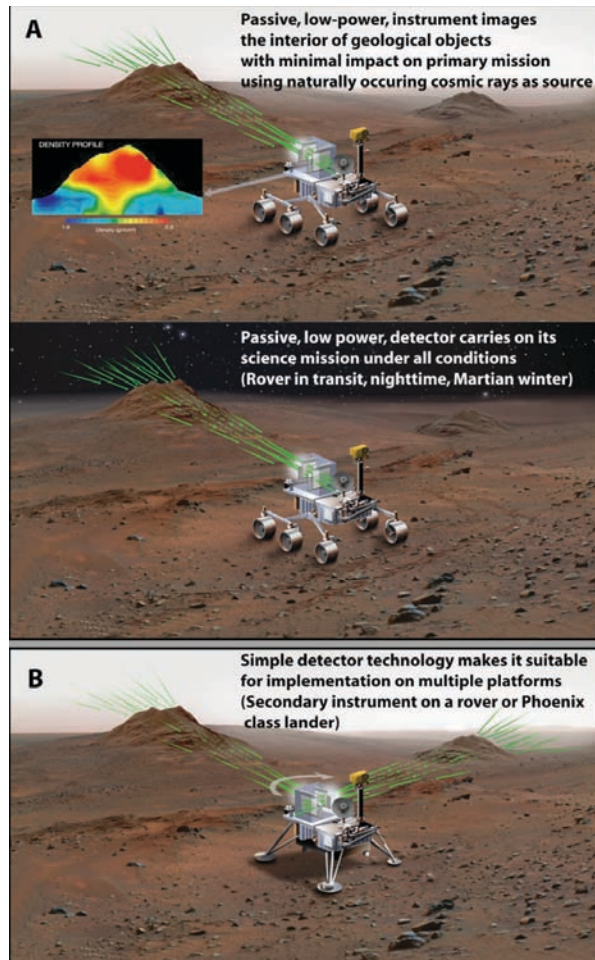 A
Passive, low-power, instrument images
the interior of geological objects
with minimal impact on primary mission
using naturally occuring cosmic rays as source
DENSITY PROFILE
Density (g/cm³)
Passive, low power, detector carries on its
science mission under all conditions
(Rover in transit, nighttime, Martian winter)
B
Simple detector technology makes it suitable
for implementation on multiple platforms
(Secondary instrument on a rover or Phoenix
class lander)